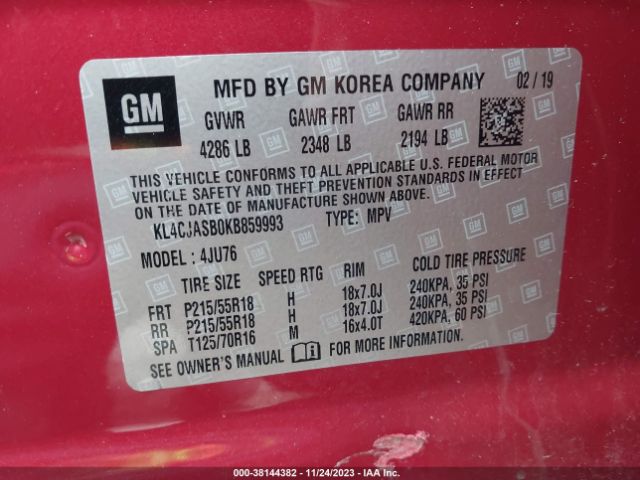 GM
MFD BY GM KOREA COMPANY 02 / 19
GVWR GAWR FRT GAWR RR
4286 LB 2348 LB 2194 LB
THIS VEHICLE CONFORMS TO ALL APPLICABLE U.S. FEDERAL MOTOR
VEHICLE SAFETY AND THEFT PREVENTION STANDARDS IN EFFECT
ON THE DATE OF MANUFACTURE SHOWN ABOVE.
KL4CJASB0KB859993 TYPE: MPV
MODEL : 4JU76
TIRE SIZE SPEED RTG RIM COLD TIRE PRESSURE
FRT P215/55R18 H 18x7.0J 240KPA, 35 PSI
RR P215/55R18 H 18x7.0J 240KPA, 35 PSI
SPA T125/70R16 M 16x4.0T 420KPA, 60 PSI
SEE OWNER'S MANUAL FOR MORE INFORMATION.
000-38144382 - 11/24/2023 - IAA Inc.